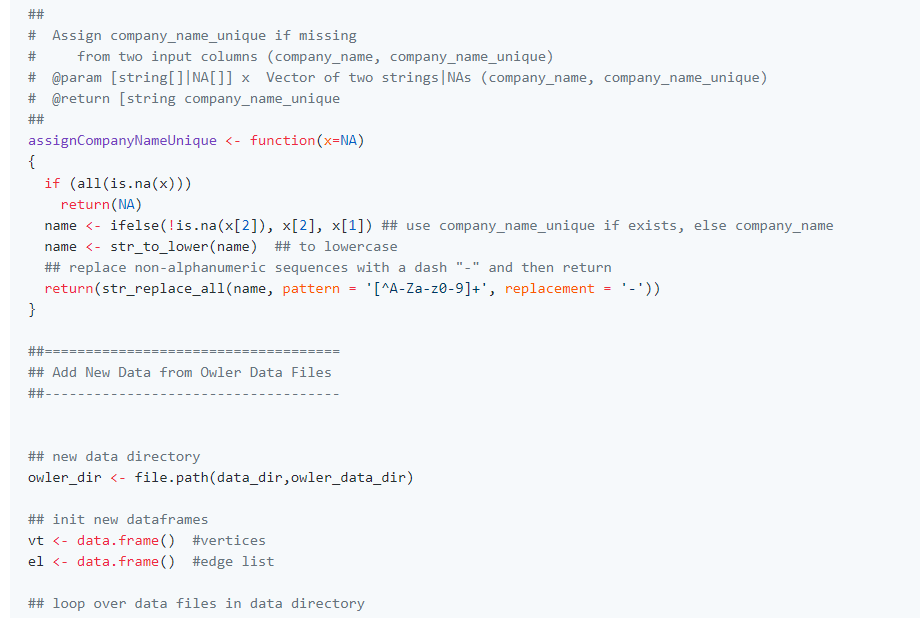 ##
#  Assign company_name_unique if missing
#     from two input columns (company_name, company_name_unique)
#  @param [string[]|NA[]] x  Vector of two strings|NAs (company_name, company_name_unique)
#  @return [string company_name_unique
##
assignCompanyNameUnique <- function(x=NA)
{
  if (all(is.na(x)))
    return(NA)
  name <- ifelse(!is.na(x[2]), x[2], x[1]) ## use company_name_unique if exists, else company_name
  name <- str_to_lower(name)  ## to lowercase
  ## replace non-alphanumeric sequences with a dash "-" and then return
  return(str_replace_all(name, pattern = '[^A-Za-z0-9]+', replacement = '-'))
}
##====================================
## Add New Data from Owler Data Files
##------------------------------------
## new data directory
owler_dir <- file.path(data_dir,owler_data_dir)
## init new dataframes
vt <- data.frame()  #vertices
el <- data.frame()  #edge list
## loop over data files in data directory